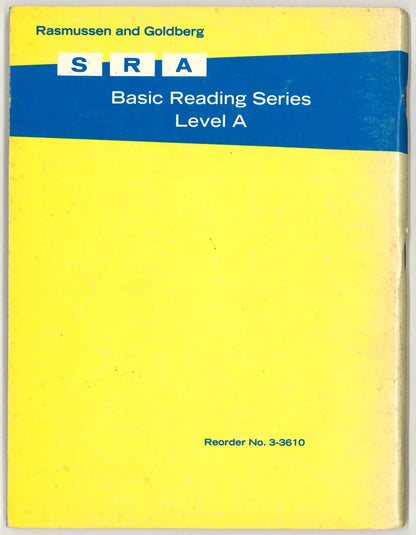 Rasmussen and Goldberg
S R A
Basic Reading Series
Level A
Reorder No. 3-3610